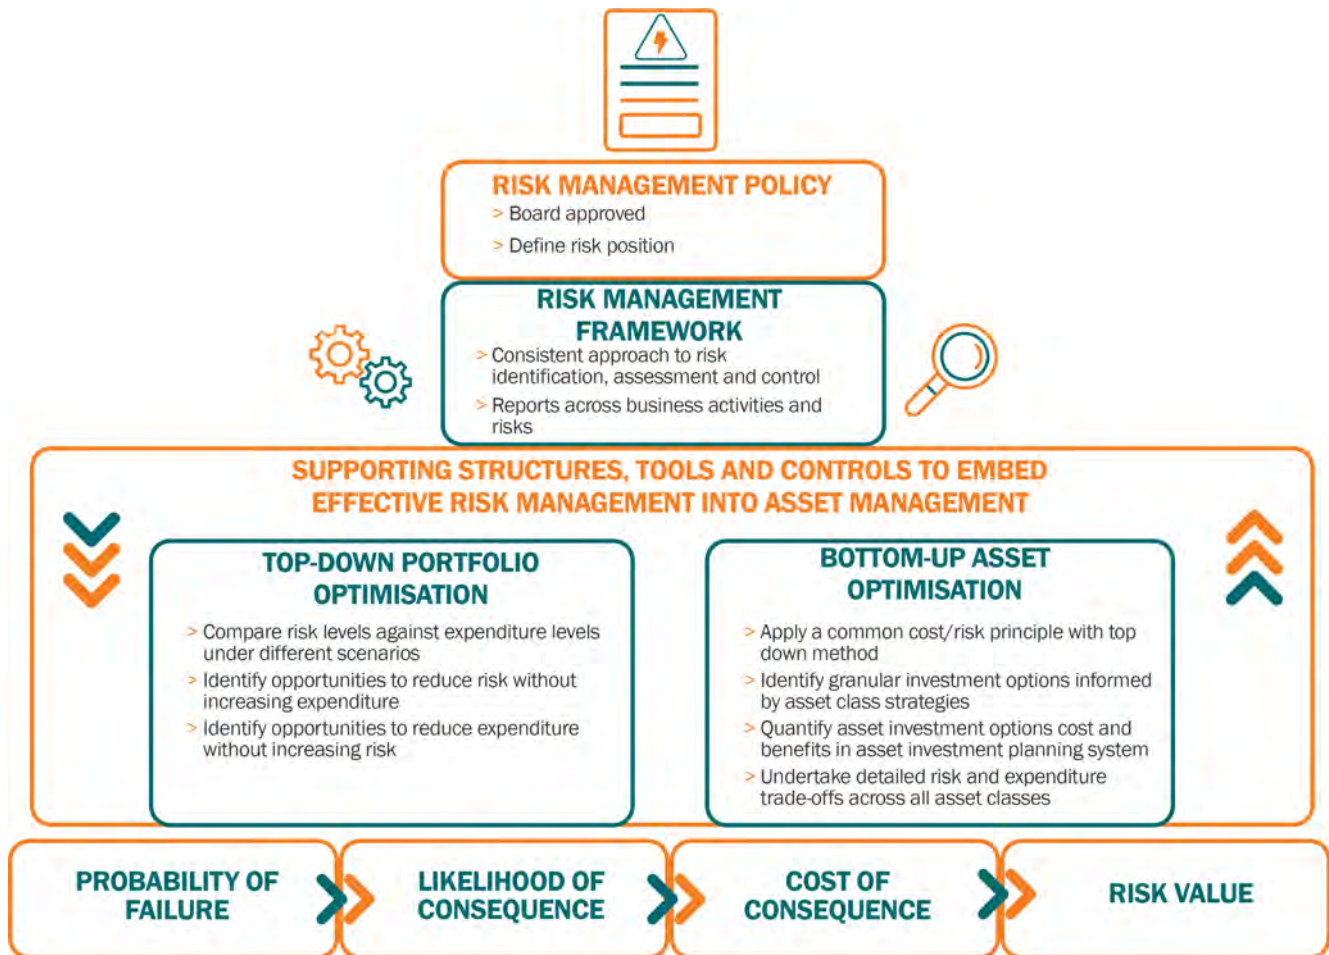 RISK MANAGEMENT POLICY
> Board approved
> Define risk position
RISK MANAGEMENT
FRAMEWORK
> Consistent approach to risk
identification, assessment and control
> Reports across business activities and
risks
SUPPORTING STRUCTURES, TOOLS AND CONTROLS TO EMBED
EFFECTIVE RISK MANAGEMENT INTO ASSET MANAGEMENT
TOP-DOWN PORTFOLIO
OPTIMISATION
> Compare risk levels against expenditure levels
under different scenarios
> Identify opportunities to reduce risk without
increasing expenditure
> Identify opportunities to reduce expenditure
without increasing risk
BOTTOM-UP ASSET
OPTIMISATION
> Apply a common cost/risk principle with top
down method
> Identify granular investment options informed
by asset class strategies
> Quantify asset investment options cost and
benefits in asset investment planning system
> Undertake detailed risk and expenditure
trade-offs across all asset classes
PROBABILITY OF
FAILURE
LIKELIHOOD OF
CONSEQUENCE
COST OF
CONSEQUENCE
RISK VALUE